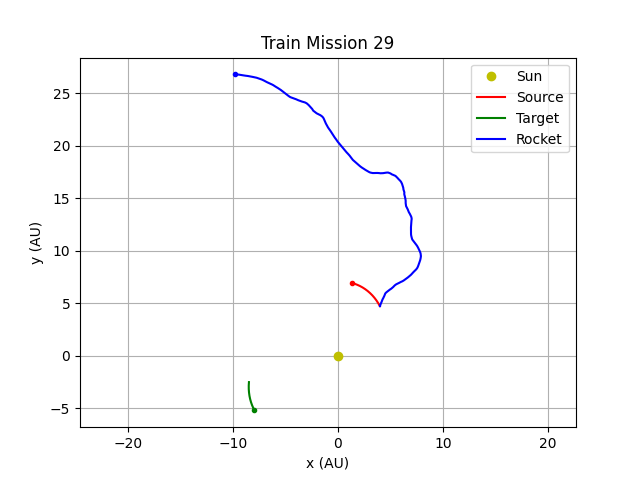 Train Mission 29
Sun
Source
Target
Rocket
y (AU)
25
20
15
10
5
0
−5
−20
−10
0
10
20
x (AU)